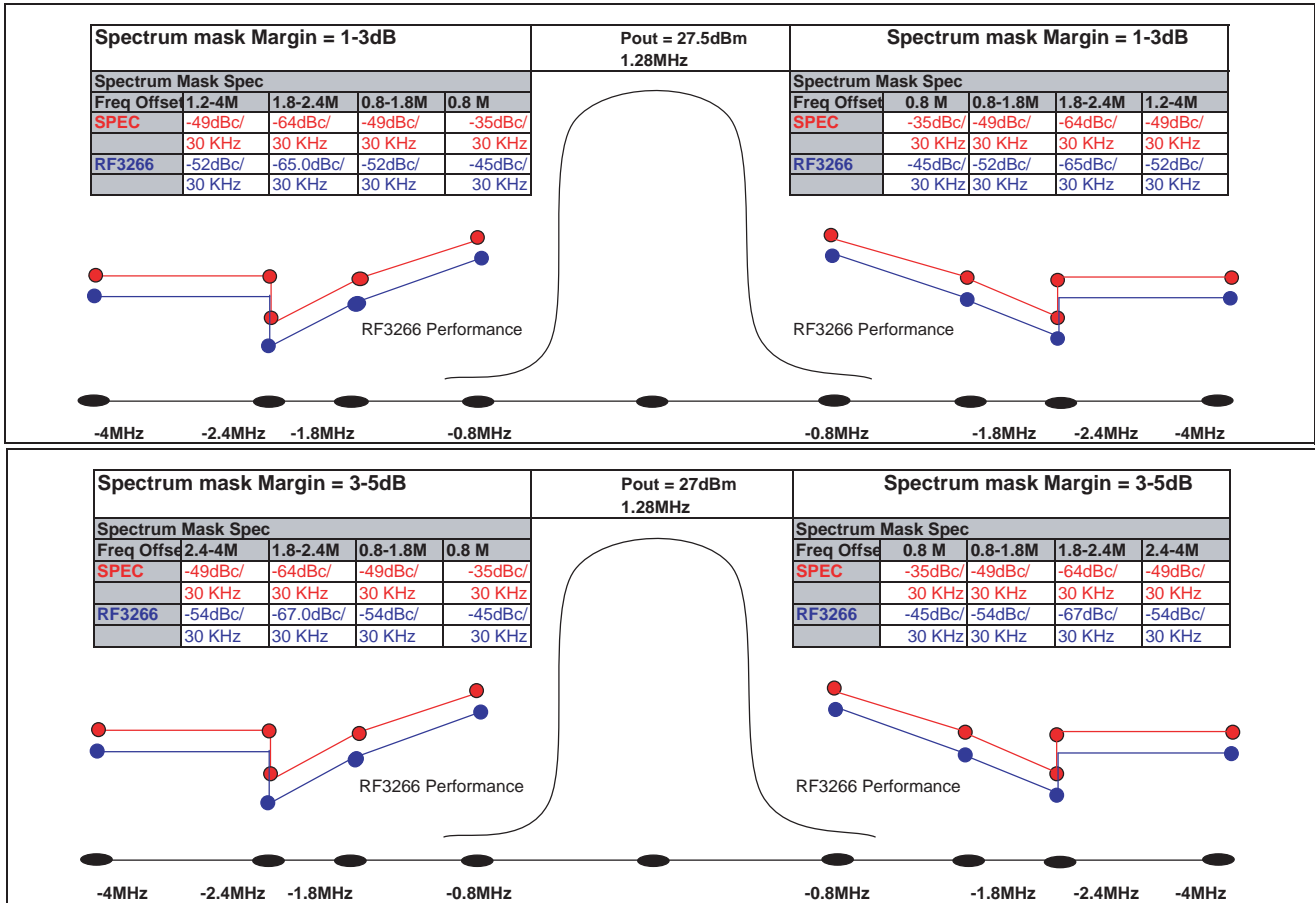 Spectrum mask Margin = 1-3dB
Pout = 27.5dBm
1.28MHz
Spectrum mask Margin = 1-3dB
Spectrum Mask Spec
Freq Offset 1.2-4M 1.8-2.4M 0.8-1.8M 0.8 M
SPEC -49dBc/ -64dBc/ -49dBc/ -35dBc/
30 KHz 30 KHz 30 KHz 30 KHz
RF3266 -52dBc/ -65.0dBc/ -52dBc/ -45dBc/
30 KHz 30 KHz 30 KHz 30 KHz
Spectrum Mask Spec
Freq Offset 0.8 M 0.8-1.8M 1.8-2.4M 1.2-4M
SPEC -35dBc/ -49dBc/ -64dBc/ -49dBc/
30 KHz 30 KHz 30 KHz 30 KHz
RF3266 -45dBc/ -52dBc/ -65dBc/ -52dBc/
30 KHz 30 KHz 30 KHz 30 KHz
RF3266 Performance
RF3266 Performance
-4MHz -2.4MHz -1.8MHz -0.8MHz -0.8MHz -1.8MHz -2.4MHz -4MHz
Spectrum mask Margin = 3-5dB
Pout = 27dBm
1.28MHz
Spectrum mask Margin = 3-5dB
Spectrum Mask Spec
Freq Offse 2.4-4M 1.8-2.4M 0.8-1.8M 0.8 M
SPEC -49dBc/ -64dBc/ -49dBc/ -35dBc/
30 KHz 30 KHz 30 KHz 30 KHz
RF3266 -54dBc/ -67.0dBc/ -54dBc/ -45dBc/
30 KHz 30 KHz 30 KHz 30 KHz
Spectrum Mask Spec
Freq Offse 0.8 M 0.8-1.8M 1.8-2.4M 2.4-4M
SPEC -35dBc/ -49dBc/ -64dBc/ -49dBc/
30 KHz 30 KHz 30 KHz 30 KHz
RF3266 -45dBc/ -54dBc/ -67dBc/ -54dBc/
30 KHz 30 KHz 30 KHz 30 KHz
RF3266 Performance
RF3266 Performance
-4MHz -2.4MHz -1.8MHz -0.8MHz -0.8MHz -1.8MHz -2.4MHz -4MHz